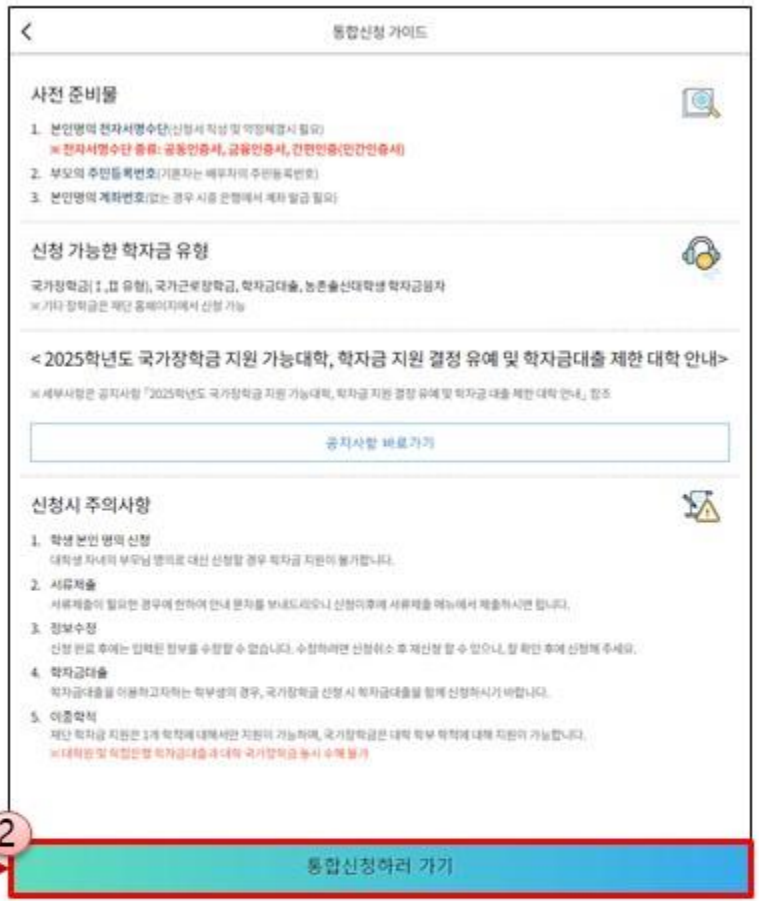 통합신청 가이드
사전 준비물
1. 본인명의 전자서명수단(신청서 작성 및 약정체결시 필요)
※ 전자서명수단 종류: 공동인증서, 금융인증서, 간편인증(민간인증서)
2. 부모의 주민등록번호(기혼자는 배우자의 주민등록번호)
3. 본인명의 계좌번호(없는 경우 시중 은행에서 계좌 발급 필요)
신청 가능한 학자금 유형
국가장학금(Ⅰ,Ⅱ 유형), 국가근로장학금, 학자금대출, 농촌출신대학생 학자금융자
※ 기타 장학금은 재단 홈페이지에서 신청 가능
< 2025학년도 국가장학금 지원 가능대학, 학자금 지원 결정 유예 및 학자금대출 제한 대학 안내>
※ 세부사항은 공지사항 「2025학년도 국가장학금 지원 가능대학, 학자금 지원 결정 유예 및 학자금 대출 제한 대학 안내」 참조
공지사항 바로가기
신청시 주의사항
1. 학생 본인 명의 신청
대학생 자녀의 부모님 명의로 대신 신청할 경우 학자금 지원이 불가합니다.
2. 서류제출
서류제출이 필요한 경우에 한하여 안내 문자를 보내드리오니 신청이후에 서류제출 메뉴에서 제출하시면 됩니다.
3. 정보수정
신청 완료 후에는 입력된 정보를 수정할 수 없습니다. 수정하려면 신청취소 후 재신청 할 수 있으나, 잘 확인 후에 신청해 주세요.
4. 학자금대출
학자금대출을 이용하고자하는 학부생의 경우, 국가장학금 신청 시 학자금대출을 함께 신청하시기 바랍니다.
5. 이중학적
재단 학자금 지원은 1개 학적에 대해서만 지원이 가능하며, 국가장학금은 대학 학부 학적에 대해 지원이 가능합니다.
※ 대학원 및 학점은행 학자금대출과 대학 국가장학금 동시 수혜 불가
2
통합신청하러 가기